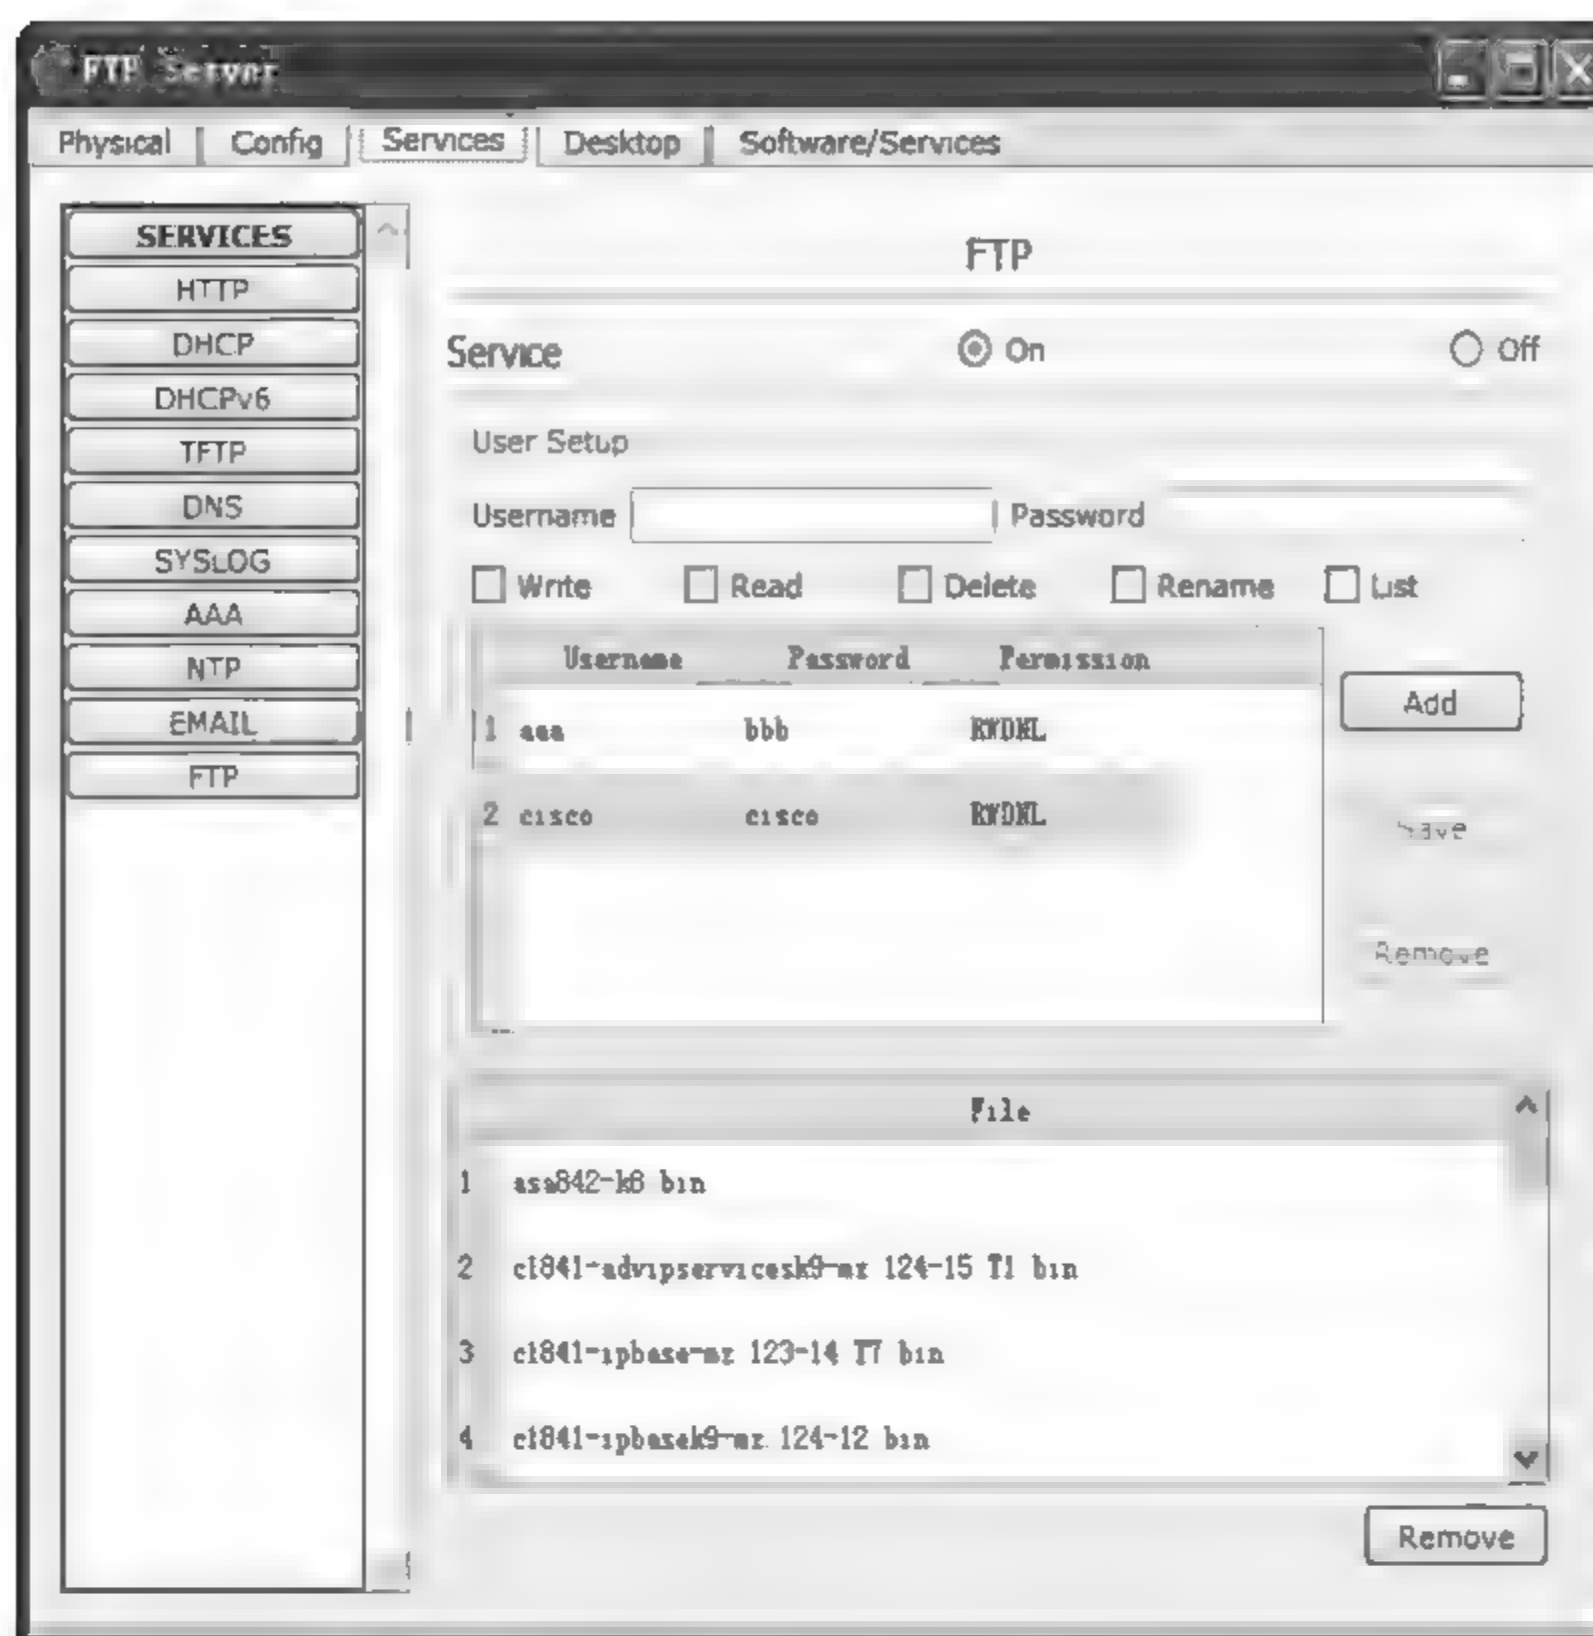 FTP Server
Physical Config Services Desktop Software/Services
SERVICES
HTTP
DHCP
DHCPv6
TFTP
DNS
SYSLOG
AAA
NTP
EMAIL
FTP
FTP
Service On Off
User Setup
Username Password
Write Read Delete Rename List
Username Password Permission
1 aaa bbb RWDNL
2 cisco cisco RWDNL
Add
Save
Remove
File
1 asa842-k8 bin
2 c1841-advipservicesk9-mz 124-15 T1 bin
3 c1841-ipbase-mz 123-14 T7 bin
4 c1841-ipbasek9-mz 124-12 bin
Remove